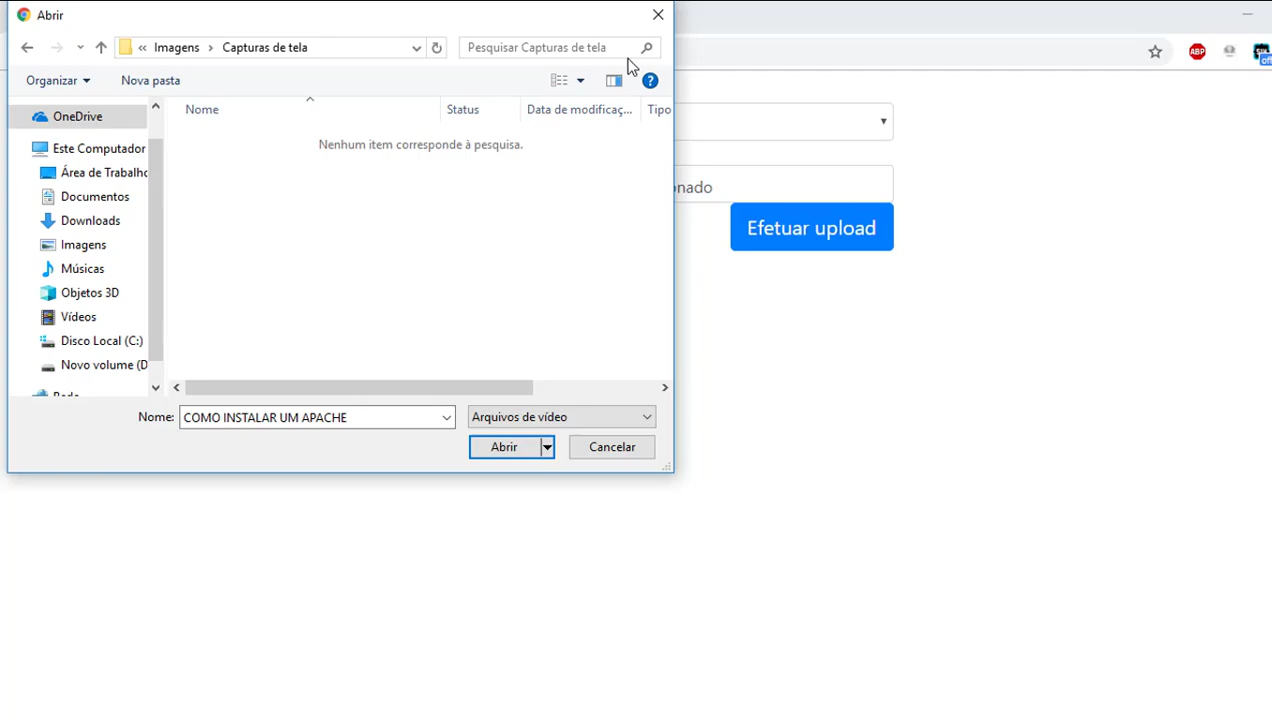 Abrir
« Imagens › Capturas de tela
Pesquisar Capturas de tela
Organizar
Nova pasta
?
ABP
off
OneDrive
Este Computador
Área de Trabalho
Documentos
Downloads
Imagens
Músicas
Objetos 3D
Vídeos
Disco Local (C:)
Novo volume (D
Nome
Status
Data de modificaç...
Tipo
Nenhum item corresponde à pesquisa.
onado
Efetuar upload
Nome: COMO INSTALAR UM APACHE
Arquivos de vídeo
Abrir
Cancelar